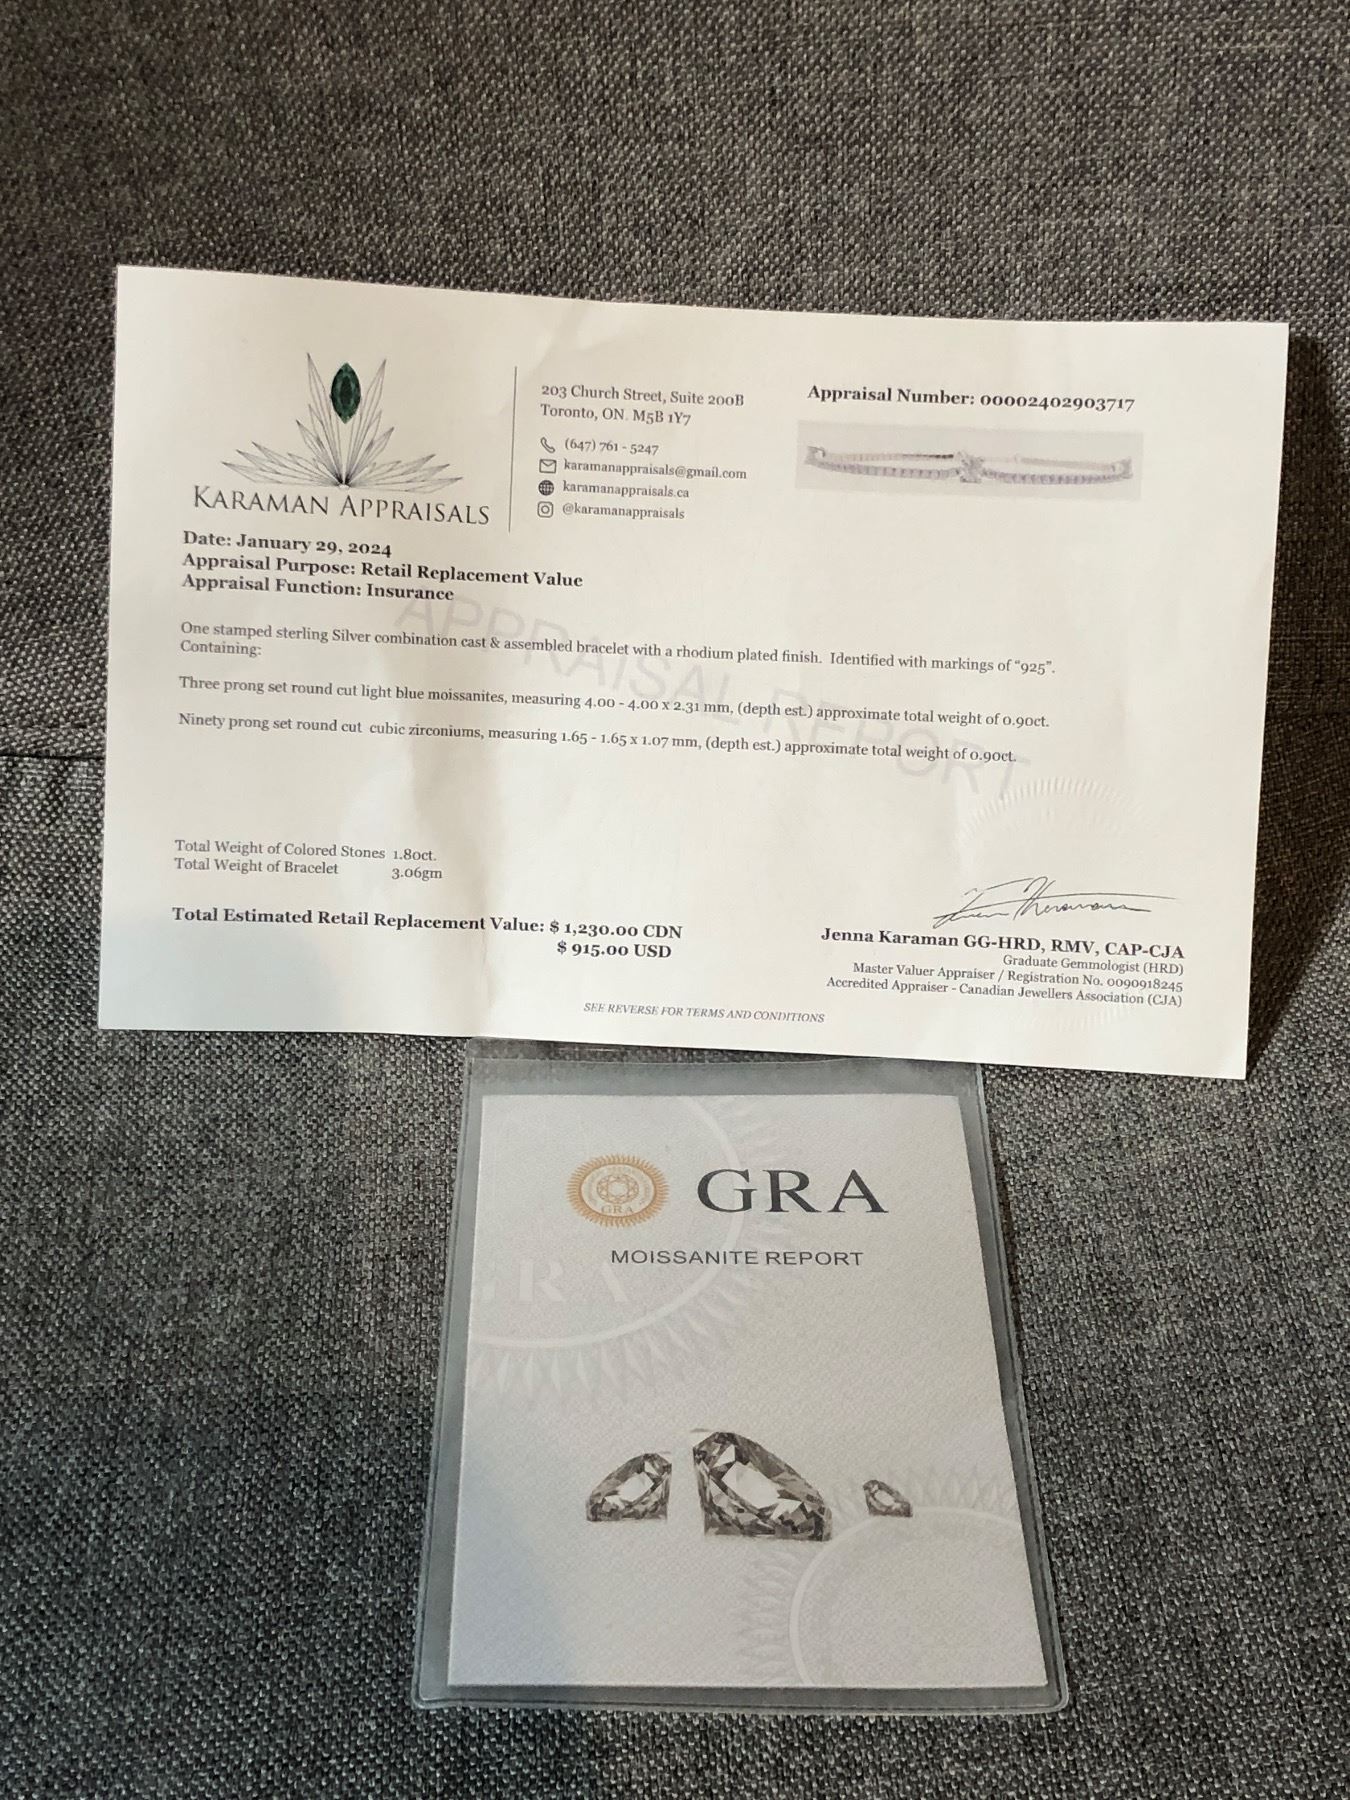 KARAMAN APPRAISALS
203 Church Street, Suite 200B
Toronto, ON. M5B 1Y7
(647) 761 - 5247
karamanappraisals@gmail.com
karamanappraisals.ca
@karamanappraisals
Appraisal Number: 00002402903717
Date: January 29, 2024
Appraisal Purpose: Retail Replacement Value
Appraisal Function: Insurance
APPRAISAL REPORT
One stamped sterling Silver combination cast & assembled bracelet with a rhodium plated finish. Identified with markings of "925".
Containing:
Three prong set round cut light blue moissanites, measuring 4.00 - 4.00 x 2.31 mm, (depth est.) approximate total weight of 0.90ct.
Ninety prong set round cut cubic zirconiums, measuring 1.65 - 1.65 x 1.07 mm, (depth est.) approximate total weight of 0.90ct.
Total Weight of Colored Stones 1.80ct.
Total Weight of Bracelet 3.06gm
Total Estimated Retail Replacement Value: $ 1,230.00 CDN
$ 915.00 USD
Jenna Karaman GG-HRD, RMV, CAP-CJA
Graduate Gemmologist (HRD)
Master Valuer Appraiser / Registration No. 0090918245
Accredited Appraiser - Canadian Jewellers Association (CJA)
SEE REVERSE FOR TERMS AND CONDITIONS
GRA
GRA
MOISSANITE REPORT
GRA